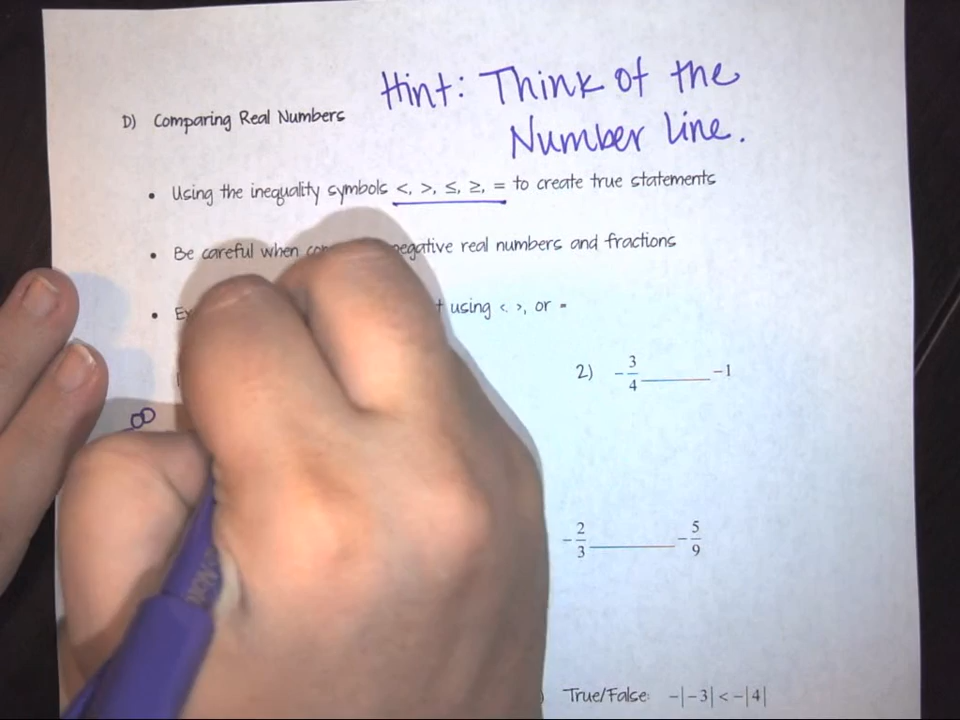 Hint: Think of the
Number line.
D) Comparing Real Numbers
• Using the inequality symbols <, >, ≤, ≥, = to create true statements
• Be careful when negative real numbers and fractions
• using <, >, or =
2) -3/4 ______ -1
∞
-2/3 ______ -5/9
True/False: -|-3| < -|4|